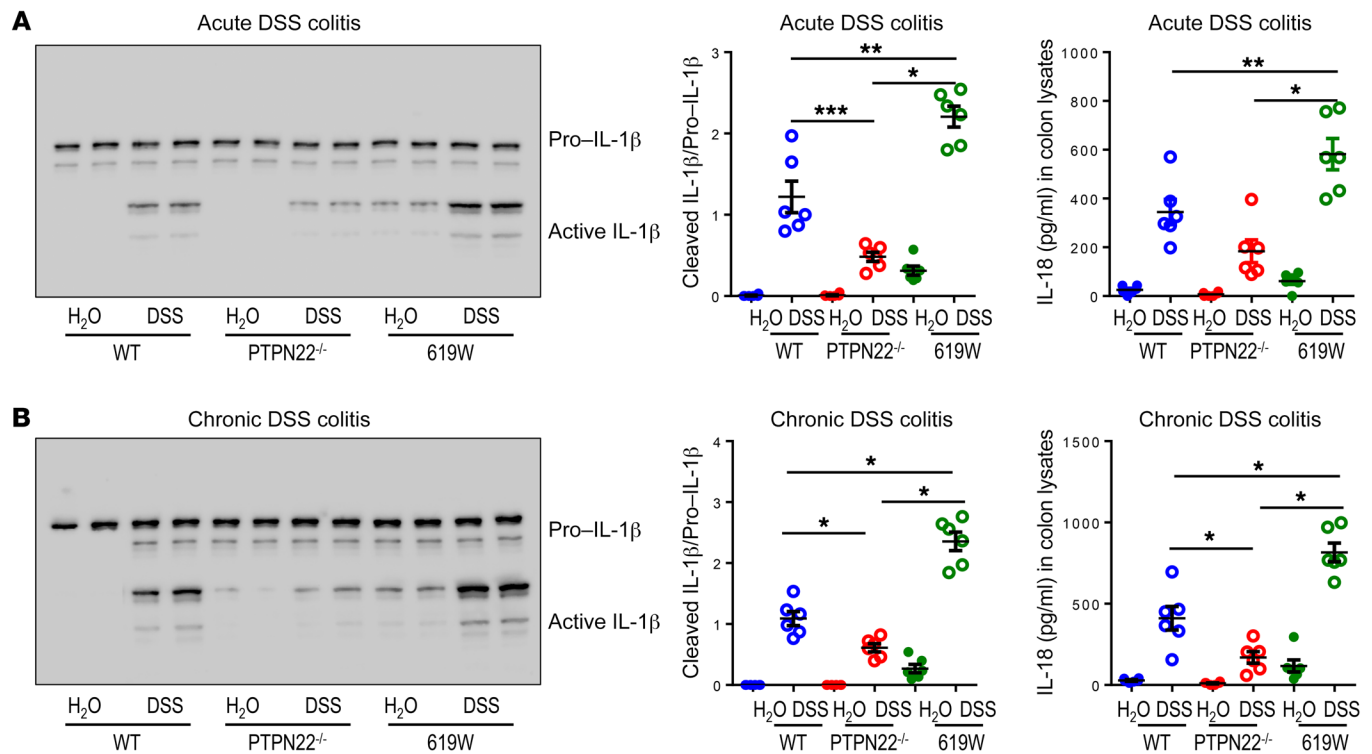 A
Acute DSS colitis
Pro–IL-1β
Active IL-1β
H2O DSS H2O DSS H2O DSS
WT PTPN22-/- 619W
Acute DSS colitis
Cleaved IL-1β/Pro–IL-1β
3
2
1
0
**
*
***
H2O DSS H2O DSS H2O DSS
WT PTPN22-/- 619W
Acute DSS colitis
IL-18 (pg/ml) in colon lysates
1000
800
600
400
200
0
**
*
H2O DSS H2O DSS H2O DSS
WT PTPN22-/- 619W
B
Chronic DSS colitis
Pro–IL-1β
Active IL-1β
H2O DSS H2O DSS H2O DSS
WT PTPN22-/- 619W
Chronic DSS colitis
Cleaved IL-1β/Pro–IL-1β
4
3
2
1
0
*
*
*
H2O DSS H2O DSS H2O DSS
WT PTPN22-/- 619W
Chronic DSS colitis
IL-18 (pg/ml) in colon lysates
1500
1000
500
0
*
*
*
H2O DSS H2O DSS H2O DSS
WT PTPN22-/- 619W